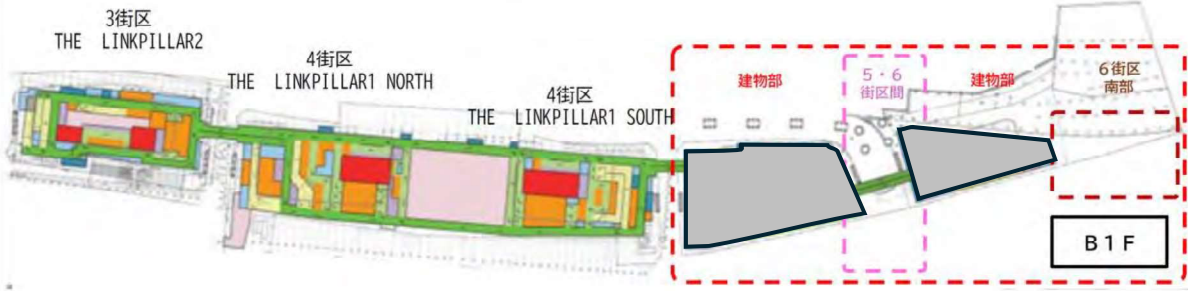 3街区
THE LINKPILLAR2
4街区
THE LINKPILLAR1 NORTH
4街区
THE LINKPILLAR1 SOUTH
建物部
5・6
街区間
建物部
6街区
南部
B1F